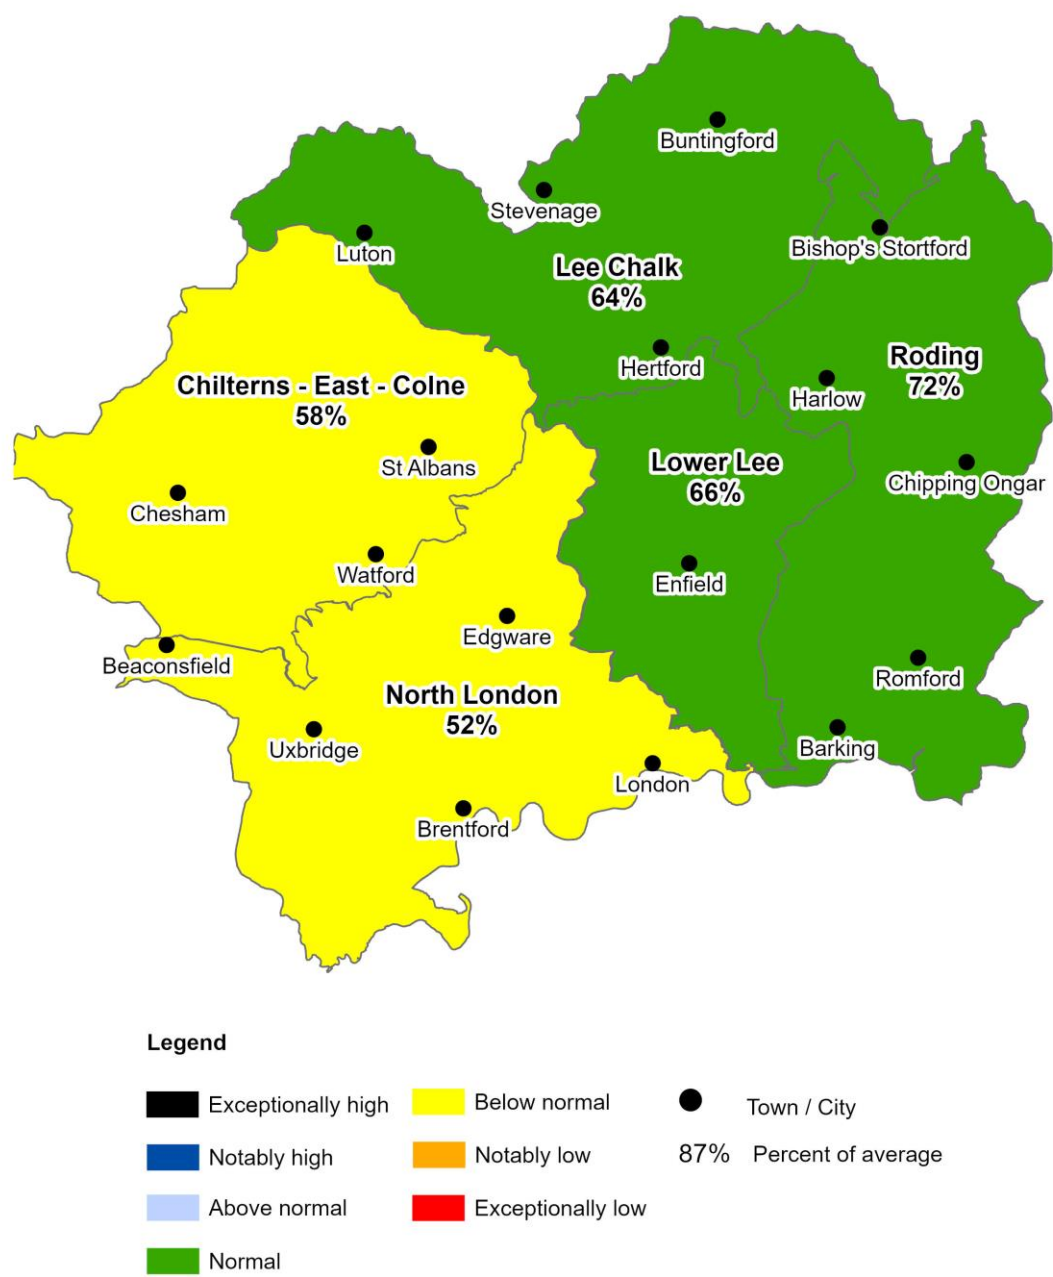 Buntingford
Stevenage
Bishop's Stortford
Luton
Lee Chalk
64%
Hertford
Roding
72%
Harlow
Chilterns - East - Colne
58%
St Albans
Lower Lee
66%
Chipping Ongar
Chesham
Watford
Enfield
Edgware
Beaconsfield
Romford
North London
52%
Uxbridge
Barking
London
Brentford
Legend
Exceptionally high
Below normal
Town / City
Notably high
Notably low
87% Percent of average
Above normal
Exceptionally low
Normal